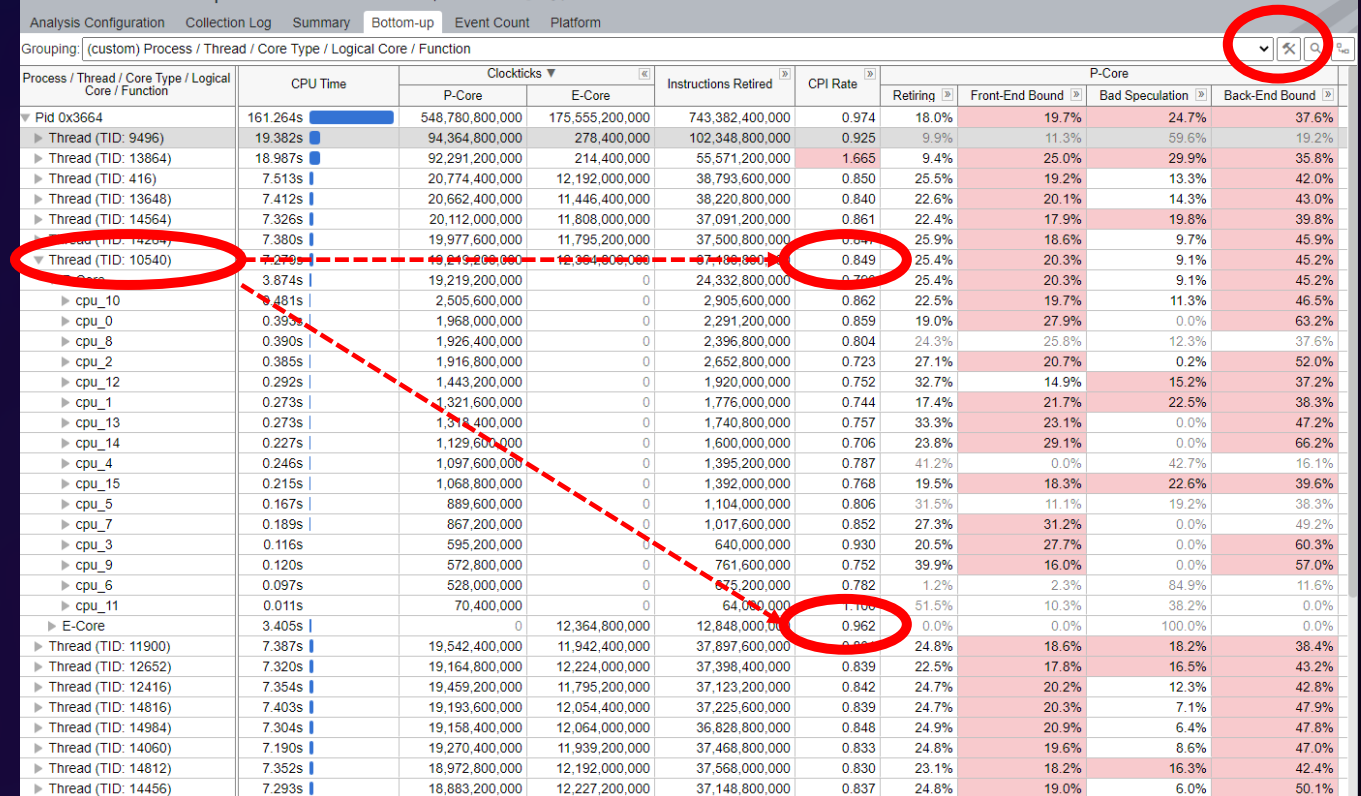 Analysis Configuration Collection Log Summary Bottom-up Event Count Platform
Grouping: (custom) Process / Thread / Core Type / Logical Core / Function
Process / Thread / Core Type / Logical Core / Function CPU Time Clockticks Instructions Retired CPI Rate P-Core
P-Core E-Core Retiring Front-End Bound Bad Speculation Back-End Bound
Pid 0x3664 161.264s 548,780,800,000 175,555,200,000 743,382,400,000 0.974 18.0% 19.7% 24.7% 37.6%
Thread (TID: 9496) 19.382s 94,364,800,000 278,400,000 102,348,800,000 0.925 9.9% 11.3% 59.6% 19.2%
Thread (TID: 13864) 18.987s 92,291,200,000 214,400,000 55,571,200,000 1.665 9.4% 25.0% 29.9% 35.8%
Thread (TID: 416) 7.513s 20,774,400,000 12,192,000,000 38,793,600,000 0.850 25.5% 19.2% 13.3% 42.0%
Thread (TID: 13648) 7.412s 20,662,400,000 11,446,400,000 38,220,800,000 0.840 22.6% 20.1% 14.3% 43.0%
Thread (TID: 14564) 7.326s 20,112,000,000 11,808,000,000 37,091,200,000 0.861 22.4% 17.9% 19.8% 39.8%
7.380s 19,977,600,000 11,795,200,000 37,500,800,000 25.9% 18.6% 9.7% 45.9%
Thread (TID: 10540) 0.849 25.4% 20.3% 9.1% 45.2%
3.874s 19,219,200,000 0 24,332,800,000 25.4% 20.3% 9.1% 45.2%
cpu_10 0.481s 2,505,600,000 0 2,905,600,000 0.862 22.5% 19.7% 11.3% 46.5%
cpu_0 0.393s 1,968,000,000 0 2,291,200,000 0.859 19.0% 27.9% 0.0% 63.2%
cpu_8 0.390s 1,926,400,000 0 2,396,800,000 0.804 24.3% 25.8% 12.3% 37.6%
cpu_2 0.385s 1,916,800,000 0 2,652,800,000 0.723 27.1% 20.7% 0.2% 52.0%
cpu_12 0.292s 1,443,200,000 0 1,920,000,000 0.752 32.7% 14.9% 15.2% 37.2%
cpu_1 0.273s 1,321,600,000 0 1,776,000,000 0.744 17.4% 21.7% 22.5% 38.3%
cpu_13 0.273s 1,318,400,000 0 1,740,800,000 0.757 33.3% 23.1% 0.0% 47.2%
cpu_14 0.227s 1,129,600,000 0 1,600,000,000 0.706 23.8% 29.1% 0.0% 66.2%
cpu_4 0.246s 1,097,600,000 0 1,395,200,000 0.787 41.2% 0.0% 42.7% 16.1%
cpu_15 0.215s 1,068,800,000 0 1,392,000,000 0.768 19.5% 18.3% 22.6% 39.6%
cpu_5 0.167s 889,600,000 0 1,104,000,000 0.806 31.5% 11.1% 19.2% 38.3%
cpu_7 0.189s 867,200,000 0 1,017,600,000 0.852 27.3% 31.2% 0.0% 49.2%
cpu_3 0.116s 595,200,000 0 640,000,000 0.930 20.5% 27.7% 0.0% 60.3%
cpu_9 0.120s 572,800,000 0 761,600,000 0.752 39.9% 16.0% 0.0% 57.0%
cpu_6 0.097s 528,000,000 0 675,200,000 0.782 1.2% 2.3% 84.9% 11.6%
cpu_11 0.011s 70,400,000 0 64,000,000 51.5% 10.3% 38.2% 0.0%
E-Core 3.405s 0 12,364,800,000 12,848,000,000 0.962 0.0% 0.0% 100.0% 0.0%
Thread (TID: 11900) 7.387s 19,542,400,000 11,942,400,000 37,897,600,000 24.8% 18.6% 18.2% 38.4%
Thread (TID: 12652) 7.320s 19,164,800,000 12,224,000,000 37,398,400,000 0.839 22.5% 17.8% 16.5% 43.2%
Thread (TID: 12416) 7.354s 19,459,200,000 11,795,200,000 37,123,200,000 0.842 24.7% 20.2% 12.3% 42.8%
Thread (TID: 14816) 7.403s 19,193,600,000 12,054,400,000 37,225,600,000 0.839 24.7% 20.3% 7.1% 47.9%
Thread (TID: 14984) 7.304s 19,158,400,000 12,064,000,000 36,828,800,000 0.848 24.9% 20.9% 6.4% 47.8%
Thread (TID: 14060) 7.190s 19,270,400,000 11,939,200,000 37,468,800,000 0.833 24.8% 19.6% 8.6% 47.0%
Thread (TID: 14812) 7.352s 18,972,800,000 12,192,000,000 37,568,000,000 0.830 23.1% 18.2% 16.3% 42.4%
Thread (TID: 14456) 7.293s 18,883,200,000 12,227,200,000 37,148,800,000 0.837 24.8% 19.0% 6.0% 50.1%